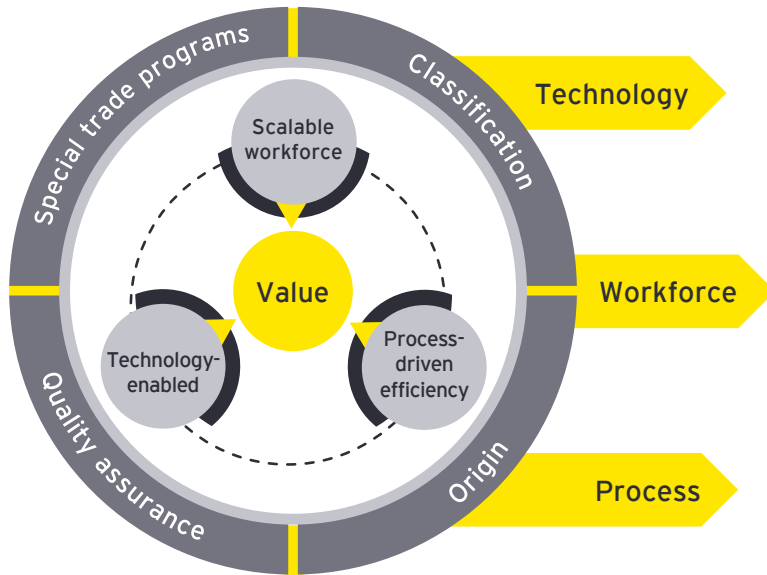 Special trade programs
Classification
Technology
Scalable
workforce
Value
Workforce
Technology-
enabled
Process-
driven
efficiency
Quality assurance
Origin
Process